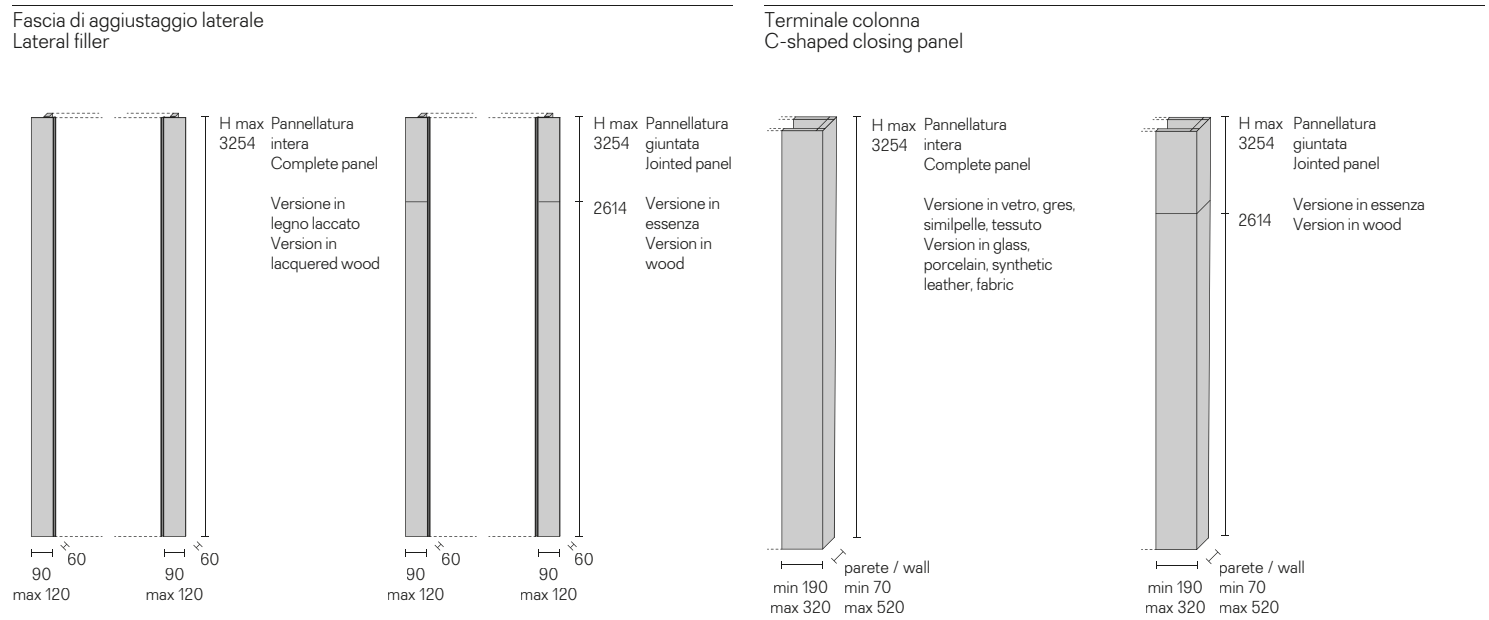 Fascia di aggiustaggio laterale
Lateral filler
H max
3254
Pannellatura
intera
Complete panel
Versione in
legno laccato
Version in
lacquered wood
60
90
max 120
60
90
max 120
H max
3254
2614
Pannellatura
giuntata
Jointed panel
Versione in
essenza
Version in
wood
60
90
max 120
60
90
max 120
Terminale colonna
C-shaped closing panel
H max
3254
Pannellatura
intera
Complete panel
Versione in vetro, gres,
similpelle, tessuto
Version in glass,
porcelain, synthetic
leather, fabric
min 190
max 320
parete / wall
min 70
max 520
H max
3254
2614
Pannellatura
giuntata
Jointed panel
Versione in essenza
Version in wood
min 190
max 320
parete / wall
min 70
max 520